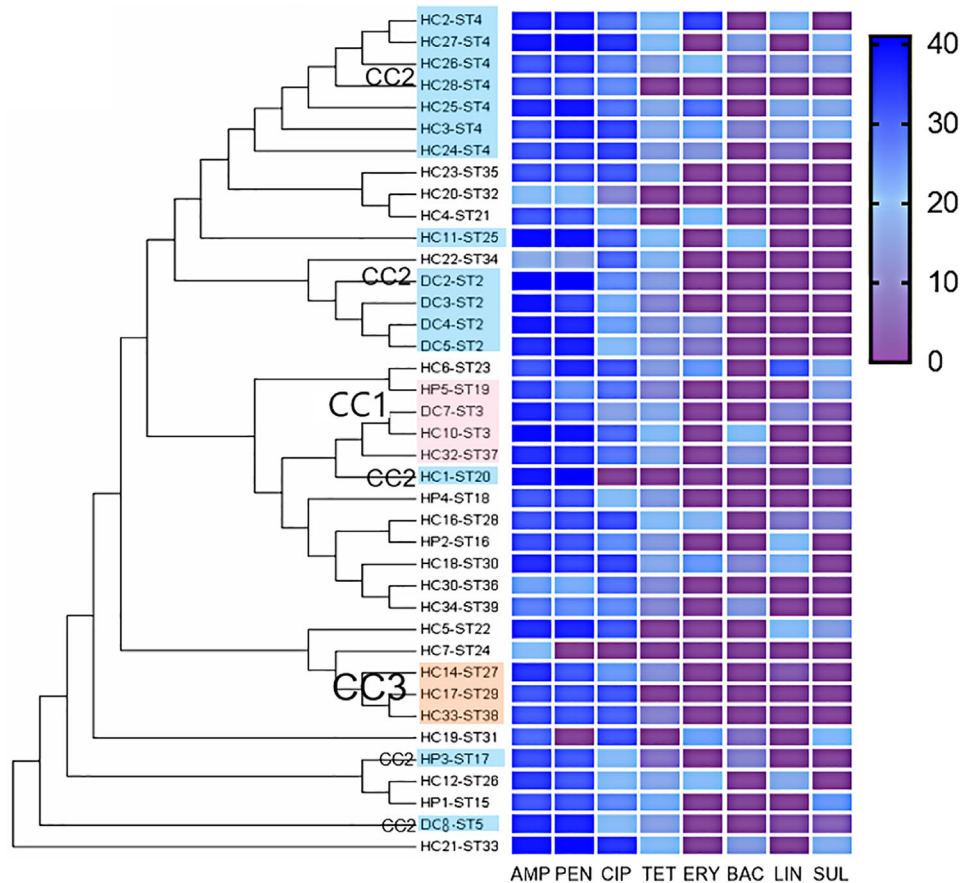 HC2-ST4
HC27-ST4
HC26-ST4
CC2
HC28-ST4
HC25-ST4
HC3-ST4
HC24-ST4
HC23-ST35
HC20-ST32
HC4-ST21
HC11-ST25
HC22-ST34
CC2
DC2-ST2
DC3-ST2
DC4-ST2
DC5-ST2
HC6-ST23
HP5-ST19
CC1
DC7-ST3
HC10-ST3
HC32-ST37
CC2
HC1-ST20
HP4-ST18
HC16-ST28
HP2-ST16
HC18-ST30
HC30-ST36
HC34-ST39
HC5-ST22
HC7-ST24
HC14-ST27
CC3
HC17-ST29
HC33-ST38
HC19-ST31
CC2 HP3-ST17
HC12-ST26
HP1-ST15
CC2 DC8-ST5
HC21-ST33
AMP PEN CIP TET ERY BAC LIN SUL
40
30
20
10
0